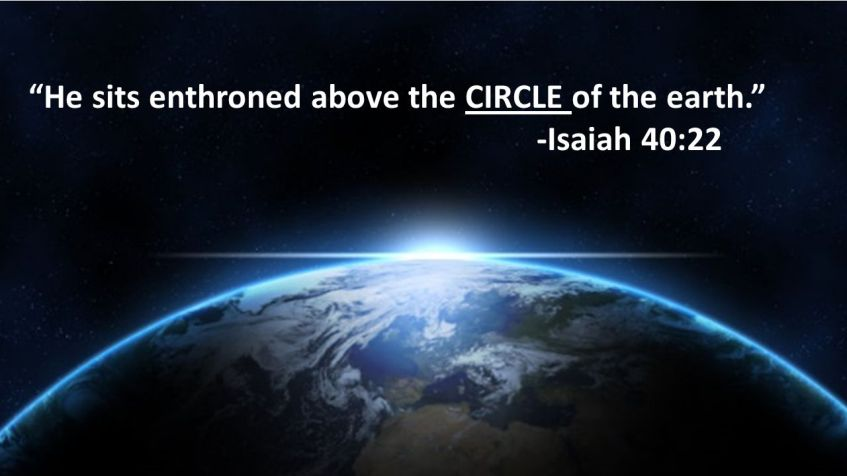 “He sits enthroned above the CIRCLE of the earth.”
-Isaiah 40:22